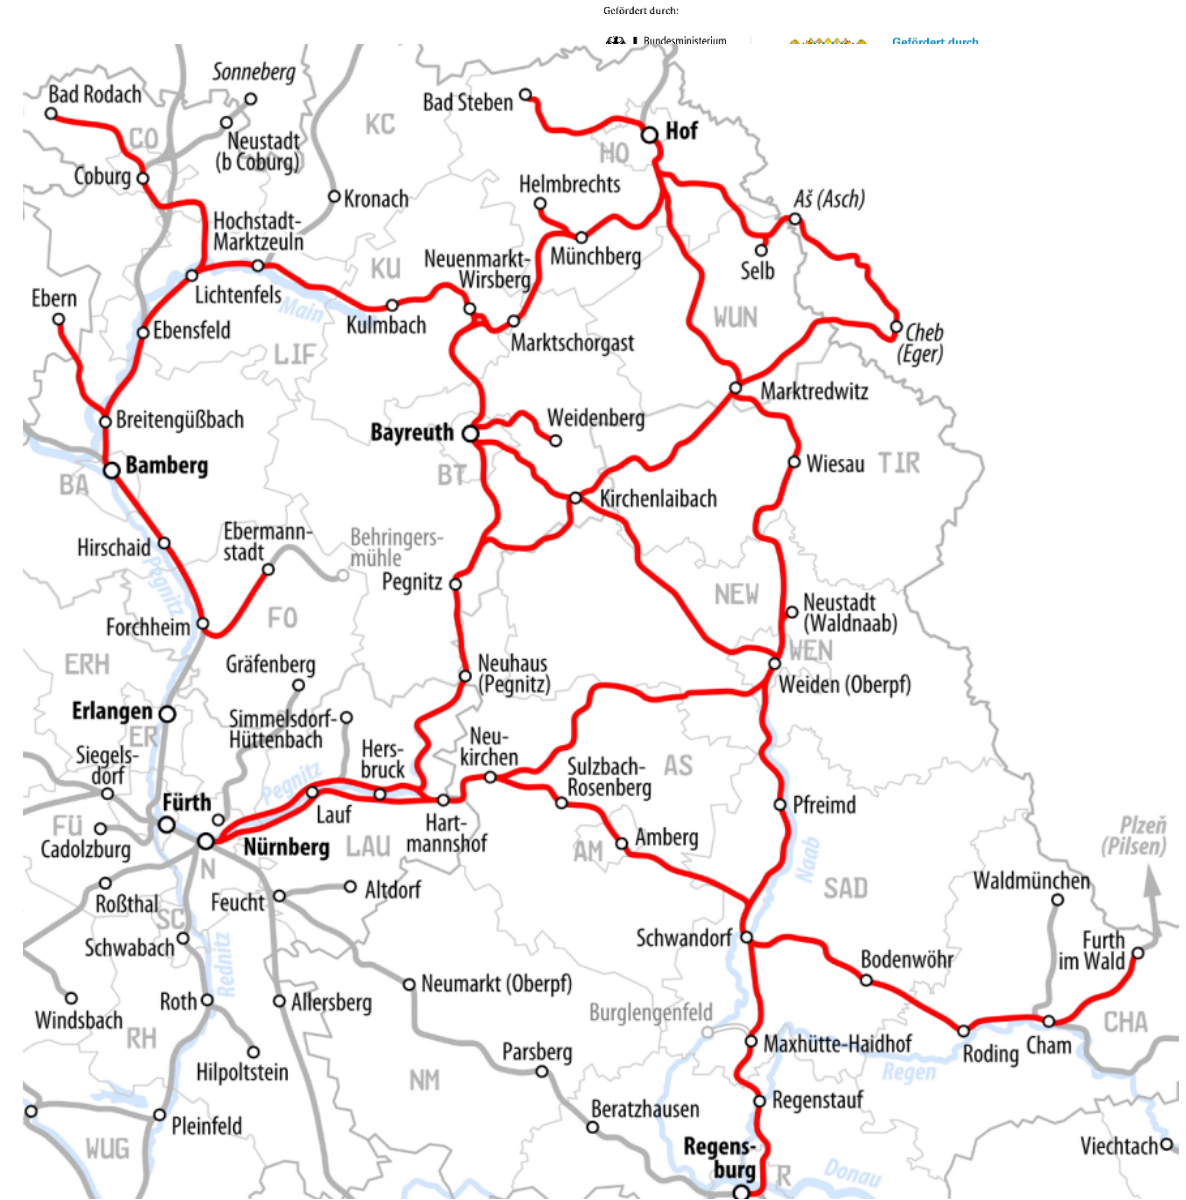 Gefördert durch:
Bundesministerium
Gefördert durch
Sonneberg
Bad Rodach
Bad Steben
KC
CO
Neustadt
(b Coburg)
Hof
HO
Coburg
Kronach
Helmbrechts
Aš (Asch)
Hochstadt-
Marktzeuln
Münchberg
Neuenmarkt-
Wirsberg
KU
Selb
Ebern
Lichtenfels
Main
Kulmbach
WUN
Ebensfeld
Marktschorgast
Cheb
(Eger)
LIF
Marktredwitz
Breitengüßbach
Weidenberg
Bayreuth
Bamberg
BT
Wiesau
TIR
BA
Kirchenlaibach
Ebermann-
stadt
Behringers-
mühle
Hirschaid
Pegnitz
Pegnitz
NEW
Neustadt
(Waldnaab)
FO
Forchheim
WEN
ERH
Gräfenberg
Neuhaus
(Pegnitz)
Weiden (Oberpf)
Erlangen
ER
Simmelsdorf-
Hüttenbach
Neu-
kirchen
Hers-
bruck
Siegels-
dorf
Sulzbach-
Rosenberg
AS
Pegnitz
Fürth
Lauf
Pfreimd
FÜ
Hart-
mannshof
Amberg
Plzeň
(Pilsen)
Cadolzburg
Nürnberg
LAU
AM
Naab
N
Waldmünchen
SAD
Altdorf
Feucht
Roßthal
SC
Schwabach
Schwandorf
Furth
im Wald
Rednitz
Bodenwöhr
Neumarkt (Oberpf)
Roth
Allersberg
Windsbach
Burglengenfeld
CHA
RH
Maxhütte-Haidhof
Roding
Cham
Parsberg
Hilpoltstein
Regen
NM
Regenstauf
Beratzhausen
Pleinfeld
WUG
Regens-
burg
Viechtach
R
Donau